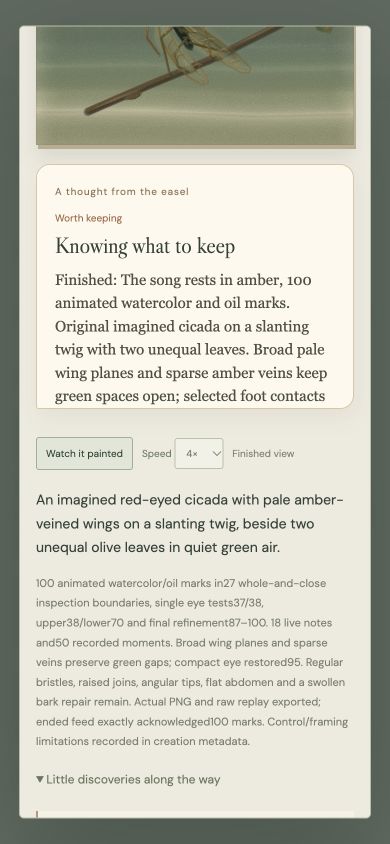 A thought from the easel
Worth keeping
Knowing what to keep
Finished: The song rests in amber, 100
animated watercolor and oil marks.
Original imagined cicada on a slanting
twig with two unequal leaves. Broad pale
wing planes and sparse amber veins keep
green spaces open; selected foot contacts
Watch it painted Speed 4× Finished view
An imagined red-eyed cicada with pale amber-
veined wings on a slanting twig, beside two
unequal olive leaves in quiet green air.
100 animated watercolor/oil marks in27 whole-and-close
inspection boundaries, single eye tests37/38,
upper38/lower70 and final refinement87–100. 18 live notes
and50 recorded moments. Broad wing planes and sparse
veins preserve green gaps; compact eye restored95. Regular
bristles, raised joins, angular tips, flat abdomen and a swollen
bark repair remain. Actual PNG and raw replay exported;
ended feed exactly acknowledged100 marks. Control/framing
limitations recorded in creation metadata.
▼ Little discoveries along the way